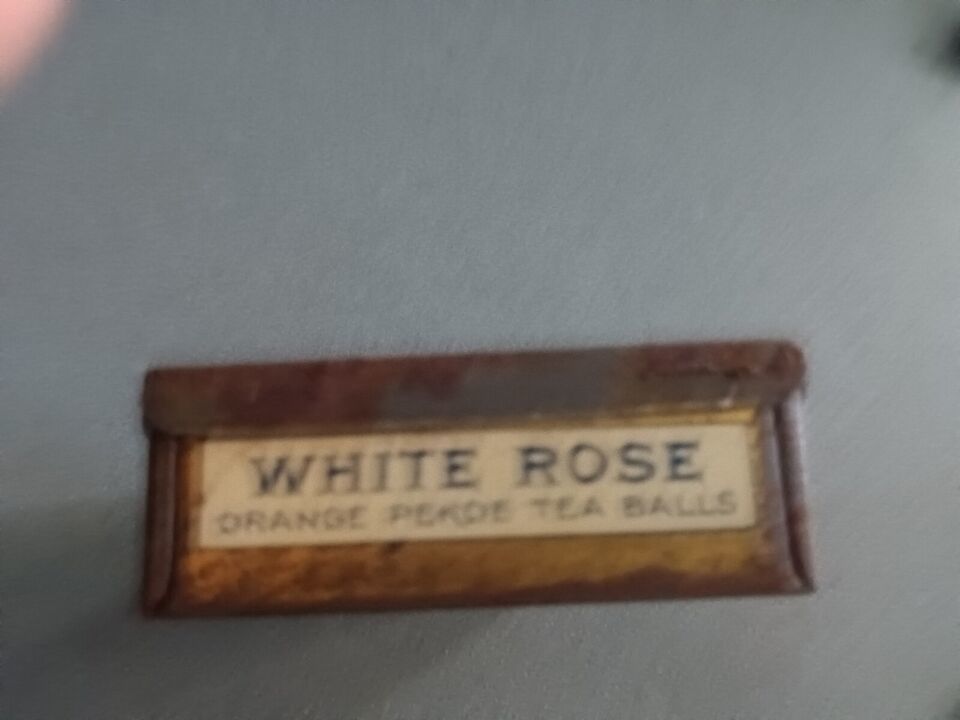 WHITE ROSE
ORANGE PEKOE TEA BALLS